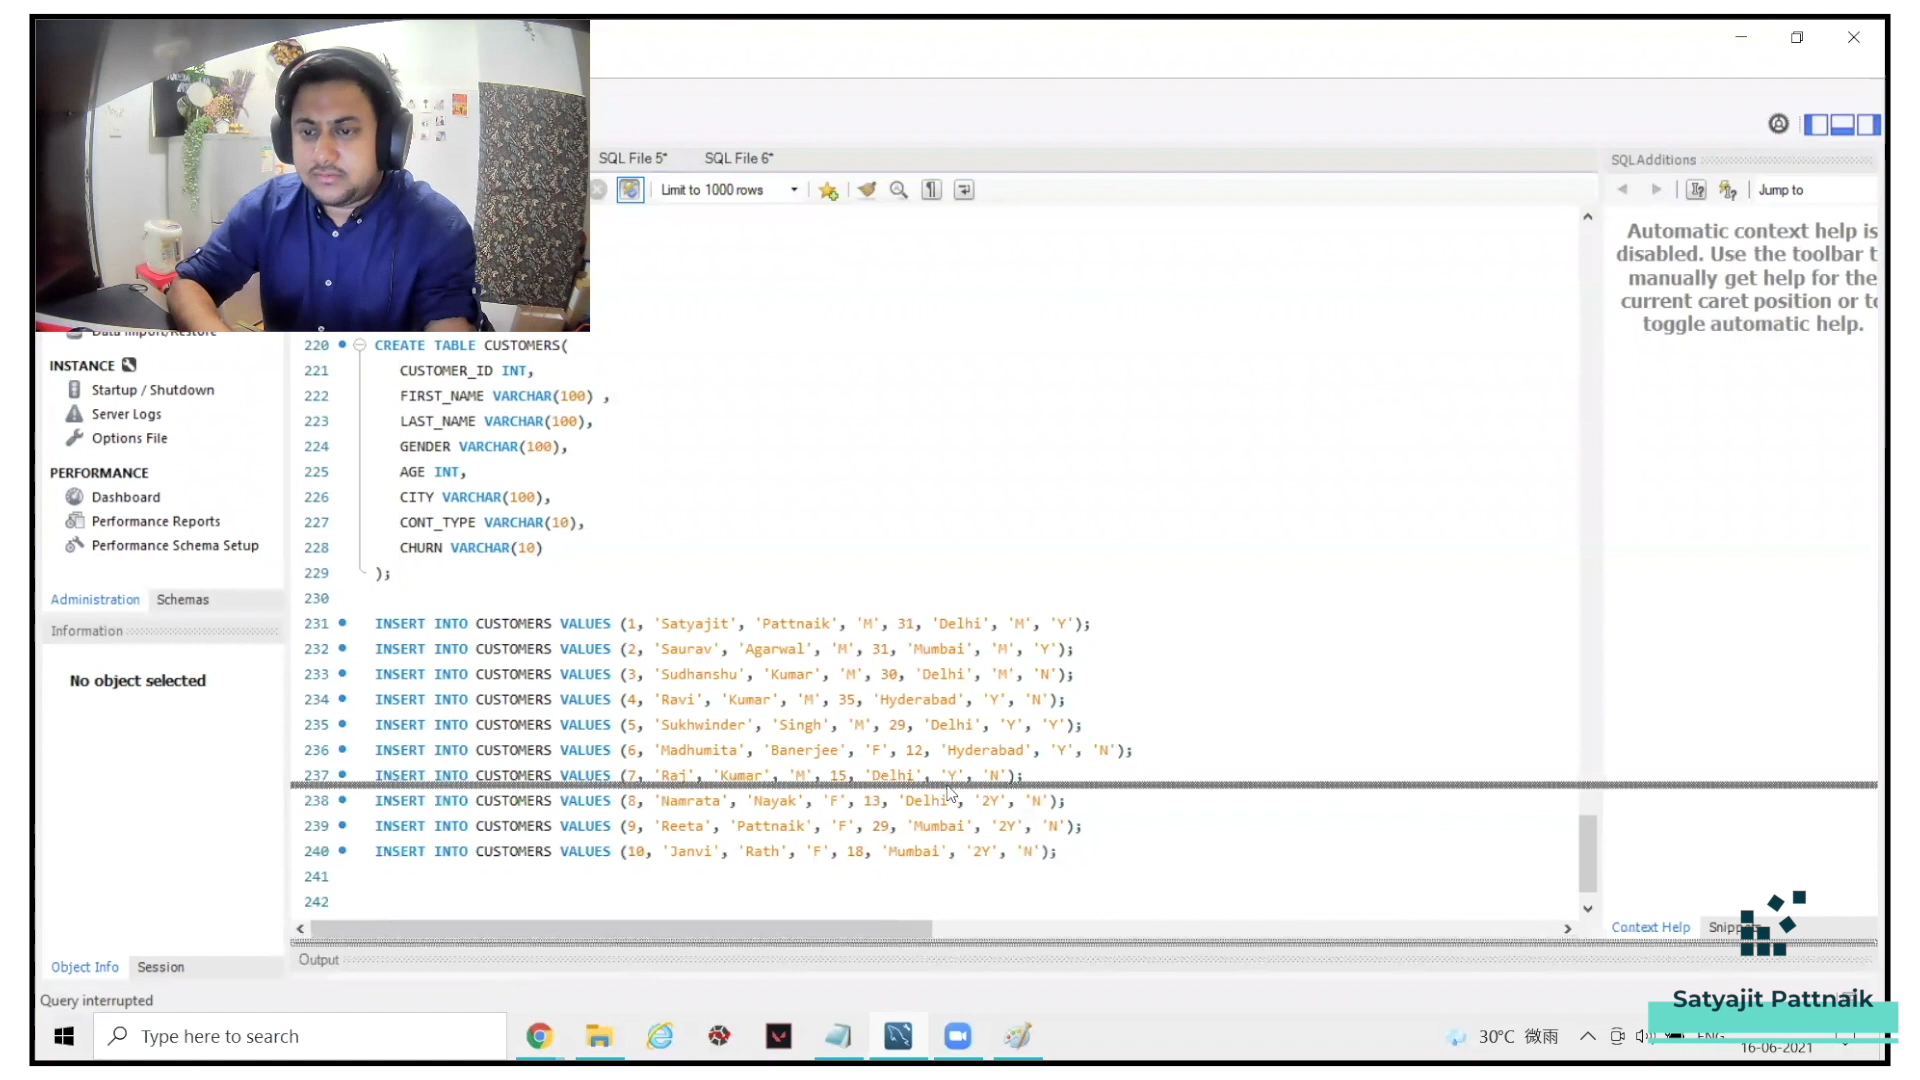 SQL File 5*
SQL File 6*
SQLAdditions
Limit to 1000 rows
Jump to
Automatic context help is
disabled. Use the toolbar t
manually get help for the
current caret position or to
toggle automatic help.
Data Import/Restore
INSTANCE
Startup / Shutdown
Server Logs
Options File
PERFORMANCE
Dashboard
Performance Reports
Performance Schema Setup
Administration
Schemas
Information
No object selected
220 CREATE TABLE CUSTOMERS(
221 CUSTOMER_ID INT,
222 FIRST_NAME VARCHAR(100) ,
223 LAST_NAME VARCHAR(100),
224 GENDER VARCHAR(100),
225 AGE INT,
226 CITY VARCHAR(100),
227 CONT_TYPE VARCHAR(10),
228 CHURN VARCHAR(10)
229 );
230
231 INSERT INTO CUSTOMERS VALUES (1, 'Satyajit', 'Pattnaik', 'M', 31, 'Delhi', 'M', 'Y');
232 INSERT INTO CUSTOMERS VALUES (2, 'Saurav', 'Agarwal', 'M', 31, 'Mumbai', 'M', 'Y');
233 INSERT INTO CUSTOMERS VALUES (3, 'Sudhanshu', 'Kumar', 'M', 30, 'Delhi', 'M', 'N');
234 INSERT INTO CUSTOMERS VALUES (4, 'Ravi', 'Kumar', 'M', 35, 'Hyderabad', 'Y', 'N');
235 INSERT INTO CUSTOMERS VALUES (5, 'Sukhwinder', 'Singh', 'M', 29, 'Delhi', 'Y', 'Y');
236 INSERT INTO CUSTOMERS VALUES (6, 'Madhumita', 'Banerjee', 'F', 12, 'Hyderabad', 'Y', 'N');
237 INSERT INTO CUSTOMERS VALUES (7, 'Raj', 'Kumar', 'M', 15, 'Delhi', 'Y', 'N');
238 INSERT INTO CUSTOMERS VALUES (8, 'Namrata', 'Nayak', 'F', 13, 'Delhi', '2Y', 'N');
239 INSERT INTO CUSTOMERS VALUES (9, 'Reeta', 'Pattnaik', 'F', 29, 'Mumbai', '2Y', 'N');
240 INSERT INTO CUSTOMERS VALUES (10, 'Janvi', 'Rath', 'F', 18, 'Mumbai', '2Y', 'N');
241
242
Context Help
Output
Object Info
Session
Query interrupted
Satyajit Pattnaik
Type here to search
30°C 微雨
ENG
16-06-2021